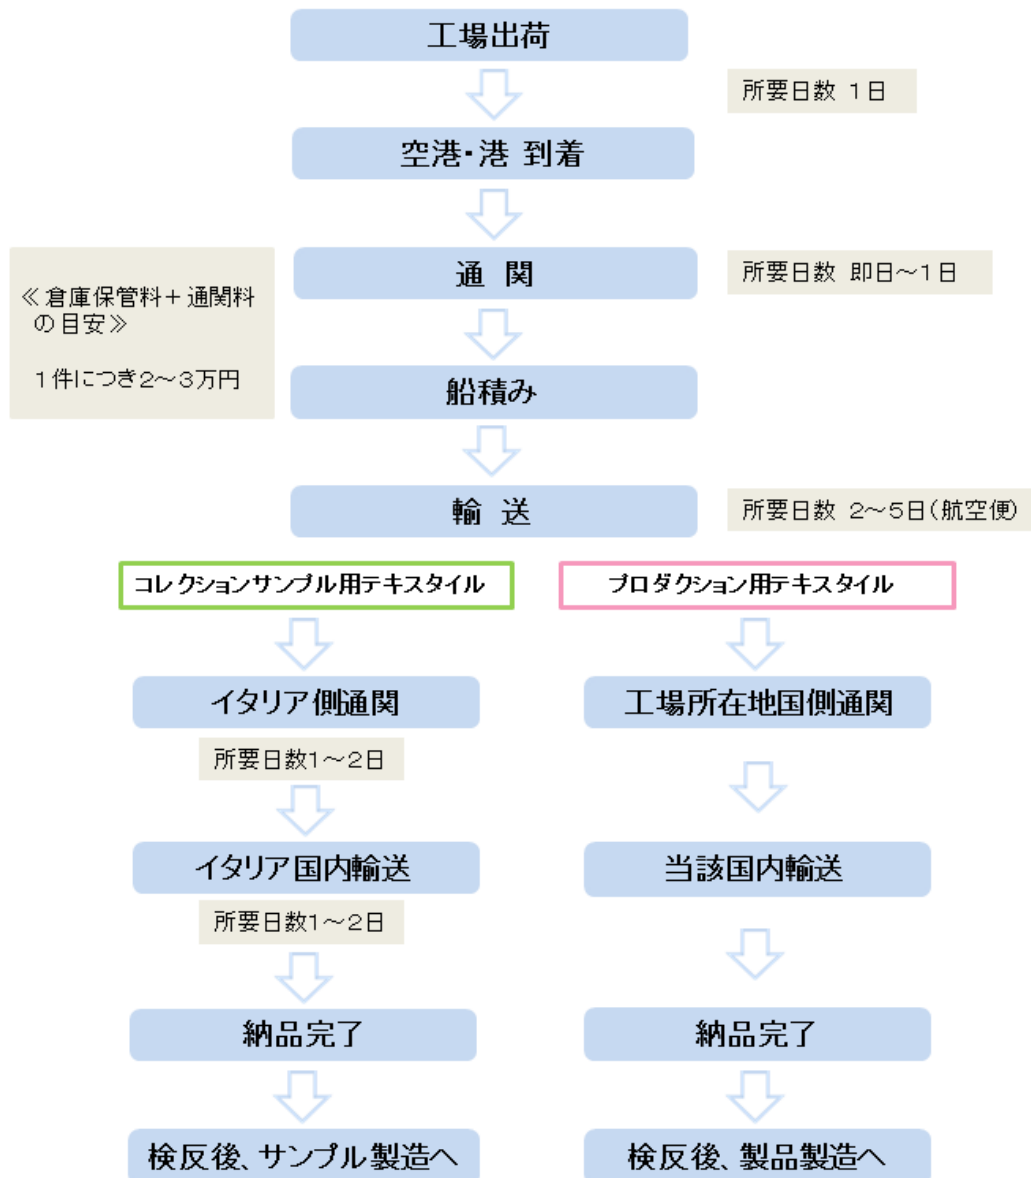 工場出荷
所要日数 1日
空港・港 到着
通 関
所要日数 即日～1日
≪倉庫保管料＋通関料
の目安≫
1件につき2～3万円
船積み
輸 送
所要日数 2～5日(航空便)
コレクションサンプル用テキスタイル
プロダクション用テキスタイル
イタリア側通関
工場所在地国側通関
所要日数1～2日
イタリア国内輸送
当該国内輸送
所要日数1～2日
納品完了
納品完了
検反後、サンプル製造へ
検反後、製品製造へ